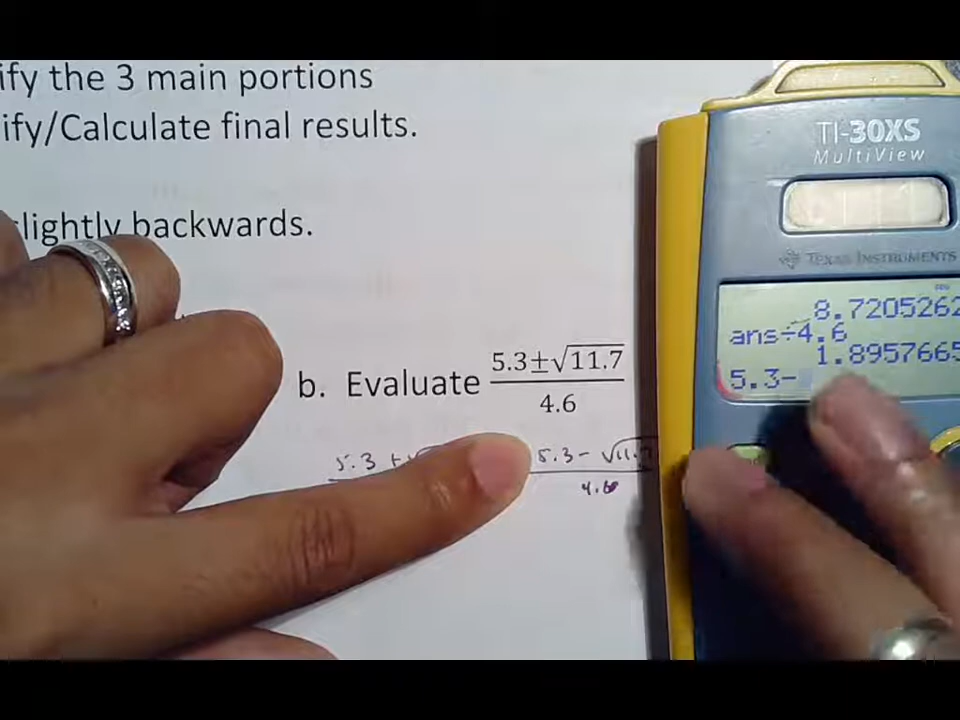 ify the 3 main portions
ify/Calculate final results.
slightly backwards.
b. Evaluate 5.3±√11.7
4.6
5.3 +√
5.3 - √11.7
4.6
TI-30XS
MultiView
TEXAS INSTRUMENTS
8.7205262
ans÷4.6
1.8957665
5.3-